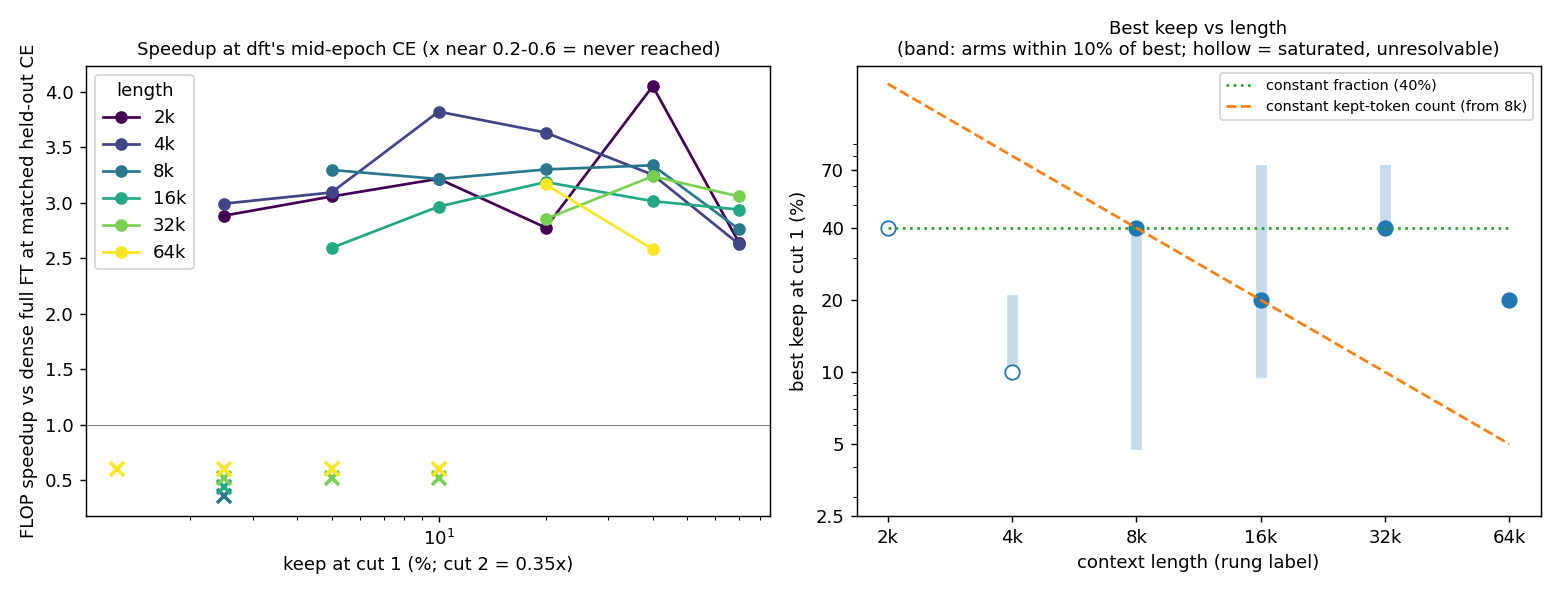 Speedup at dft's mid-epoch CE (x near 0.2-0.6 = never reached)
FLOP speedup vs dense full FT at matched held-out CE
4.0
3.5
3.0
2.5
2.0
1.5
1.0
0.5
length
2k
4k
8k
16k
32k
64k
10¹
keep at cut 1 (%; cut 2 = 0.35x)
Best keep vs length
(band: arms within 10% of best; hollow = saturated, unresolvable)
best keep at cut 1 (%)
70
40
20
10
5
2.5
constant fraction (40%)
constant kept-token count (from 8k)
2k
4k
8k
16k
32k
64k
context length (rung label)